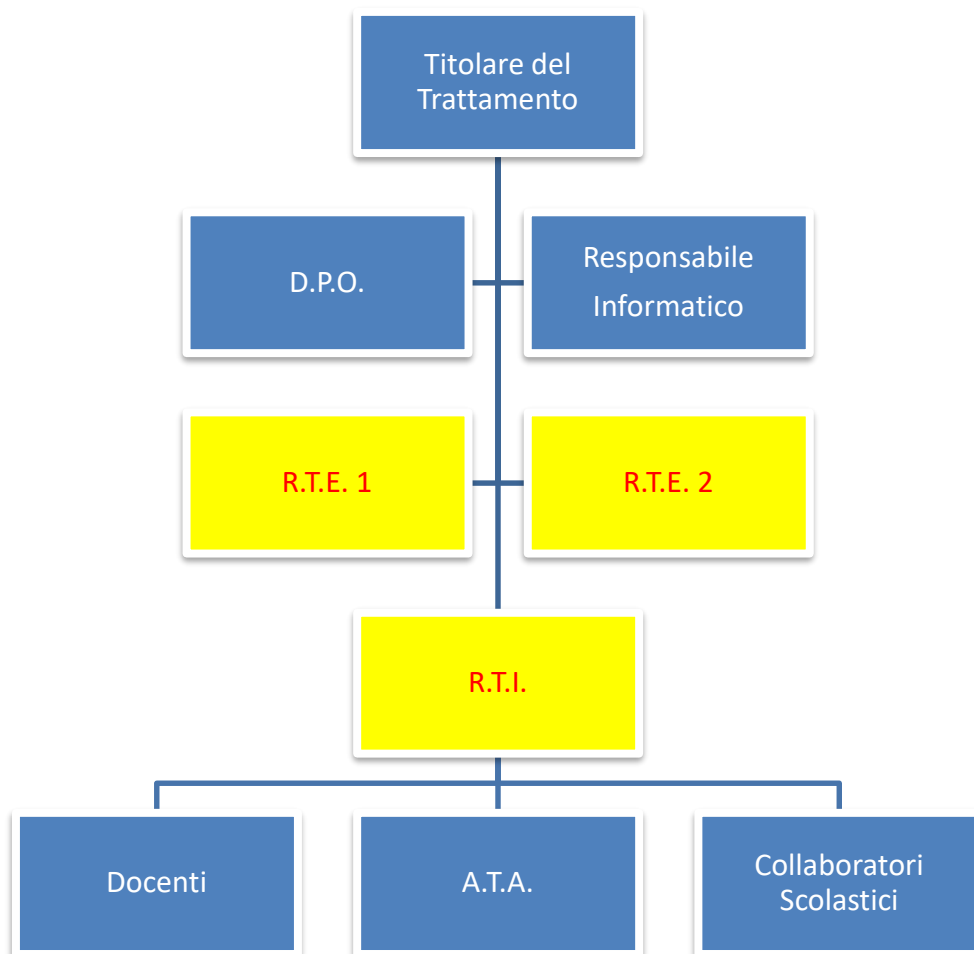 Titolare del
Trattamento
D.P.O.
Responsabile
Informatico
R.T.E. 1
R.T.E. 2
R.T.I.
Docenti
A.T.A.
Collaboratori
Scolastici